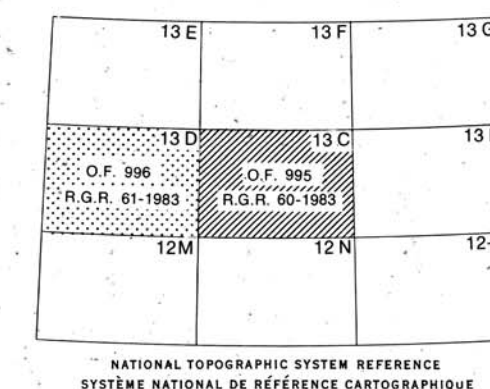 13 E
13 F
13 G
13 D
13 C
13
O.F. 996
O.F. 995
R.G.R. 61-1983
R.G.R. 60-1983
12M
12 N
12
NATIONAL TOPOGRAPHIC SYSTEM REFERENCE
SYSTÈME NATIONAL DE RÉFÉRENCE CARTOGRAPHIQUE